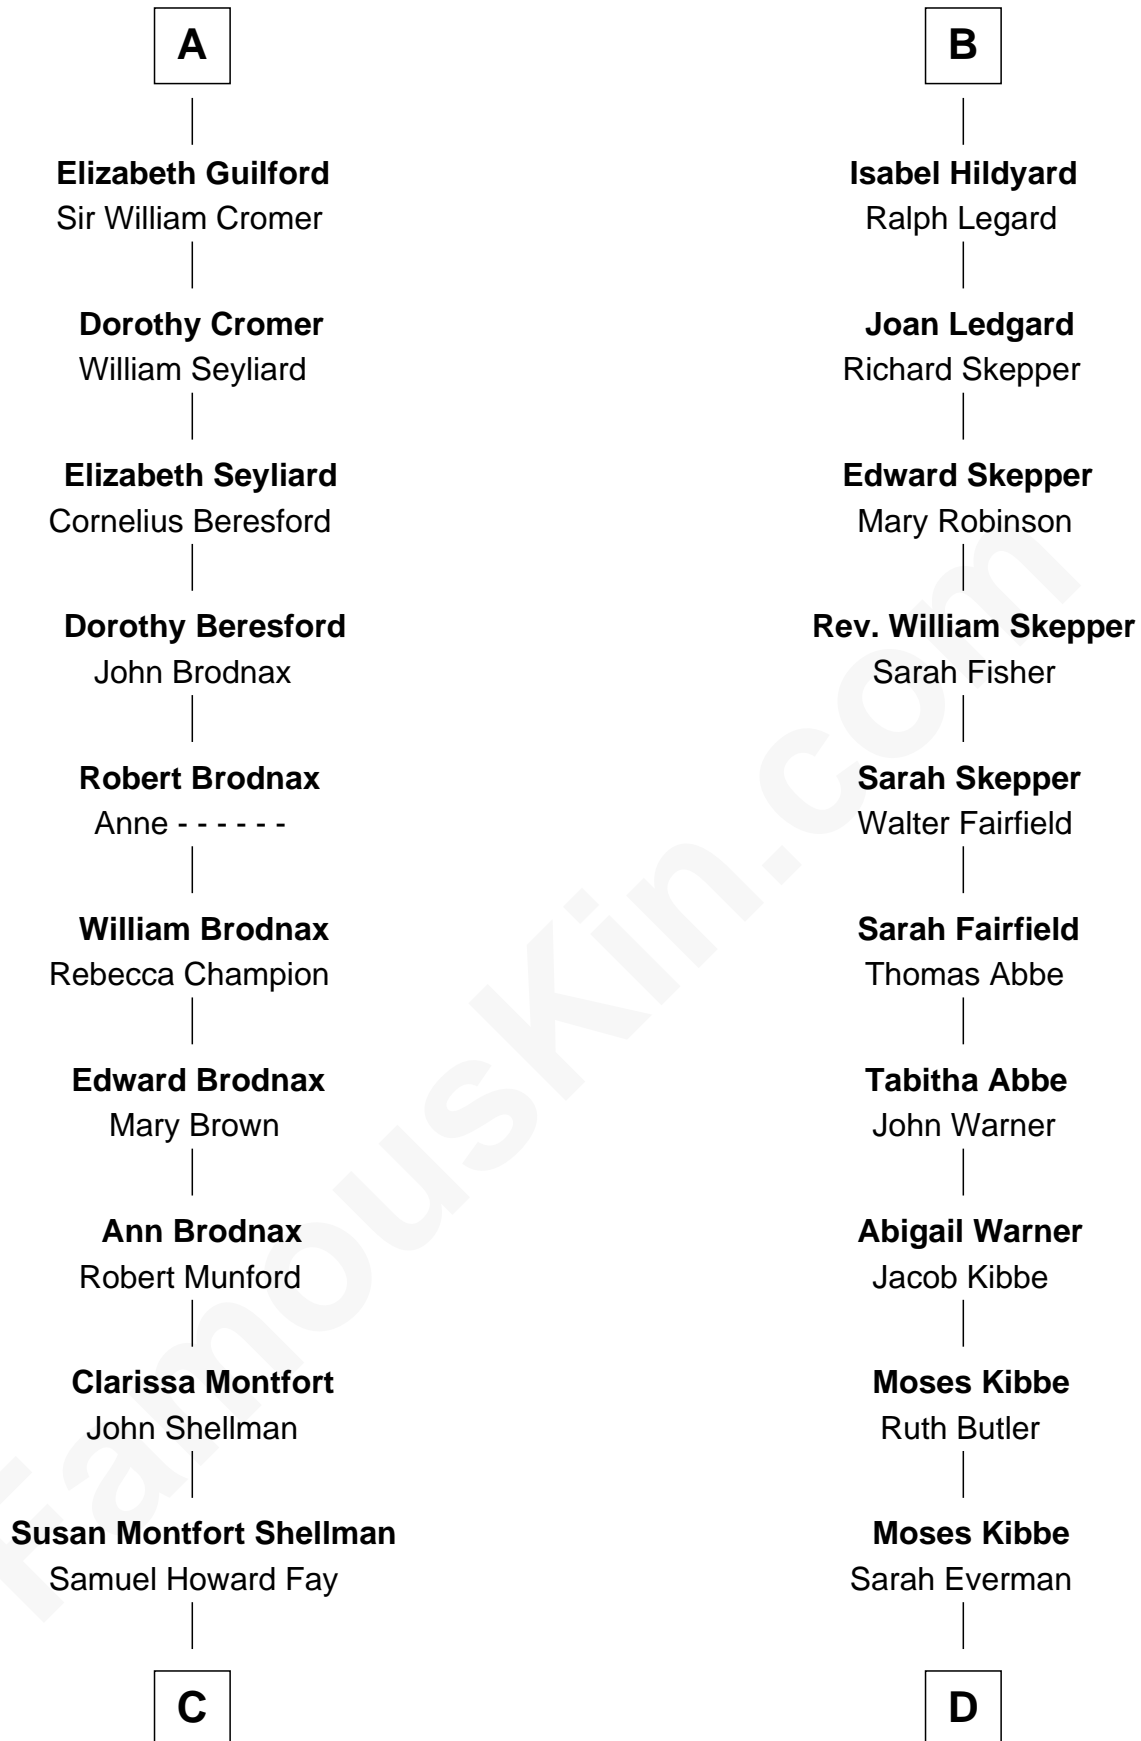 A
Elizabeth Guilford
Sir William Cromer
Dorothy Cromer
William Seyliard
Elizabeth Seyliard
Cornelius Beresford
Dorothy Beresford
John Brodnax
Robert Brodnax
Anne - - - - - -
William Brodnax
Rebecca Champion
Edward Brodnax
Mary Brown
Ann Brodnax
Robert Munford
Clarissa Montfort
John Shellman
Susan Montfort Shellman
Samuel Howard Fay
C
B
Isabel Hildyard
Ralph Legard
Joan Ledgard
Richard Skepper
Edward Skepper
Mary Robinson
Rev. William Skepper
Sarah Fisher
Sarah Skepper
Walter Fairfield
Sarah Fairfield
Thomas Abbe
Tabitha Abbe
John Warner
Abigail Warner
Jacob Kibbe
Moses Kibbe
Ruth Butler
Moses Kibbe
Sarah Everman
D
FamousKin.com